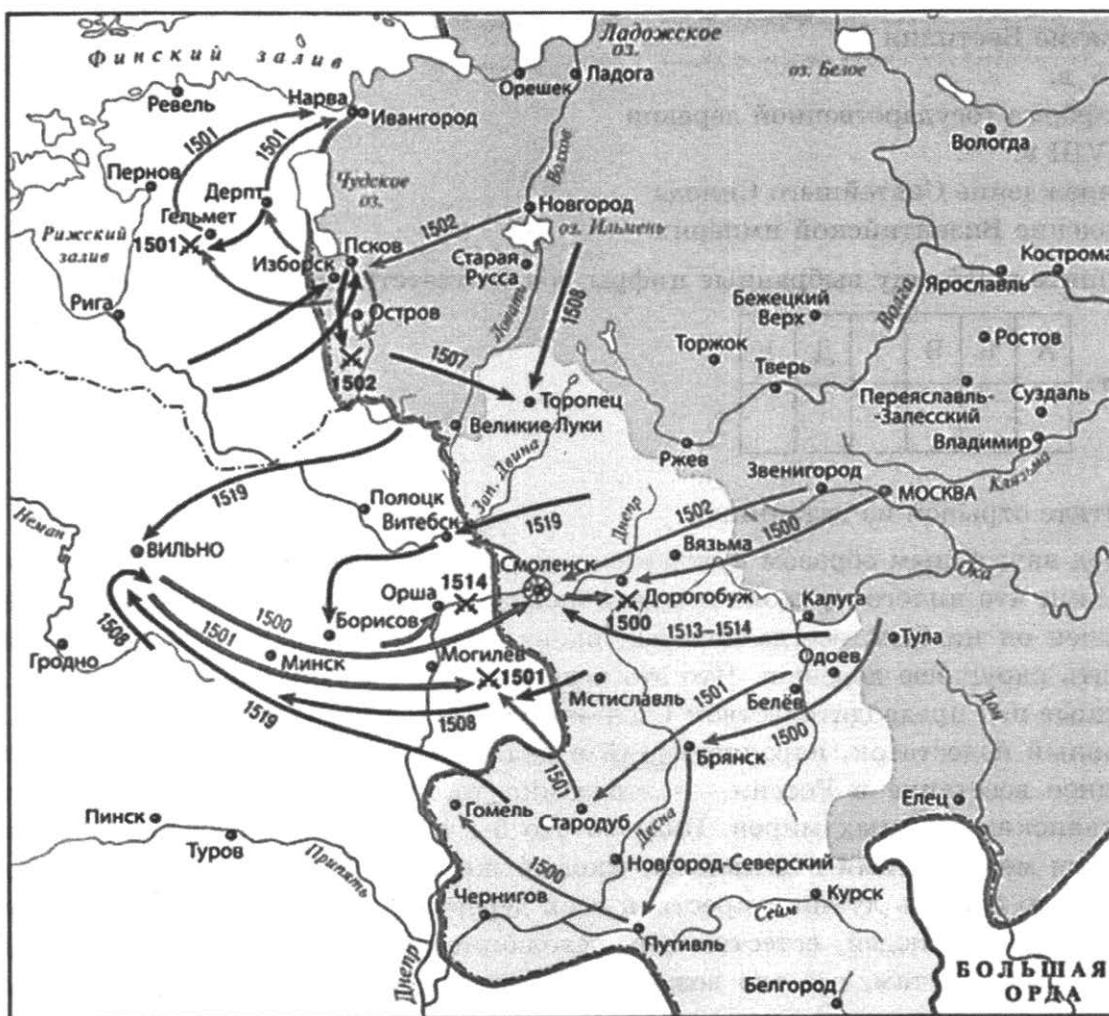 Финский залив
Ревель
Нарва
Ивангород
Орешек
Ладожское
оз.
Ладога
оз. Белое
Вологда
1501
1501
Пернов
Дерпт
Гельмет
1501
Рижский
залив
Рига
Чудское
оз.
Псков
Изборск
Остров
1502
1502
Волхов
Новгород
оз. Ильмень
Старая
Русса
Ловать
1508
1507
Торопец
Великие Луки
Зап. Двина
Бежецкий
Верх
Торжок
Тверь
Ржев
Волга
Кострома
Ярославль
Ростов
Переяславль-
-Залесский
Суздаль
Владимир
Клязьма
Звенигород
МОСКВА
1519
Неман
ВИЛЬНО
Гродно
1508
Полоцк
Витебск
1519
Днепр
1502
1500
Вязьма
Смоленск
Орша
1514
Дорогобуж
1500
1513–1514
Ока
Калуга
Тула
Одоев
Белёв
1500
1501
Борисов
Минск
Могилев
1500
1501
1501
Мстиславль
1508
1519
1501
1500
Брянск
Дон
Елец
Пинск
Туров
Припять
Гомель
Стародуб
Десна
Новгород-Северский
1500
Чернигов
Сейм
Курск
Путивль
Днепр
Белгород
БОЛЬШАЯ
ОРДА